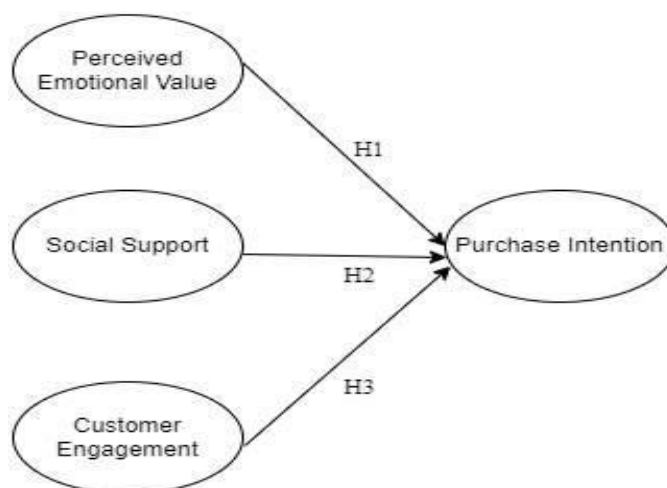 Perceived
Emotional Value
H1
Social Support
Purchase Intention
H2
H3
Customer
Engagement